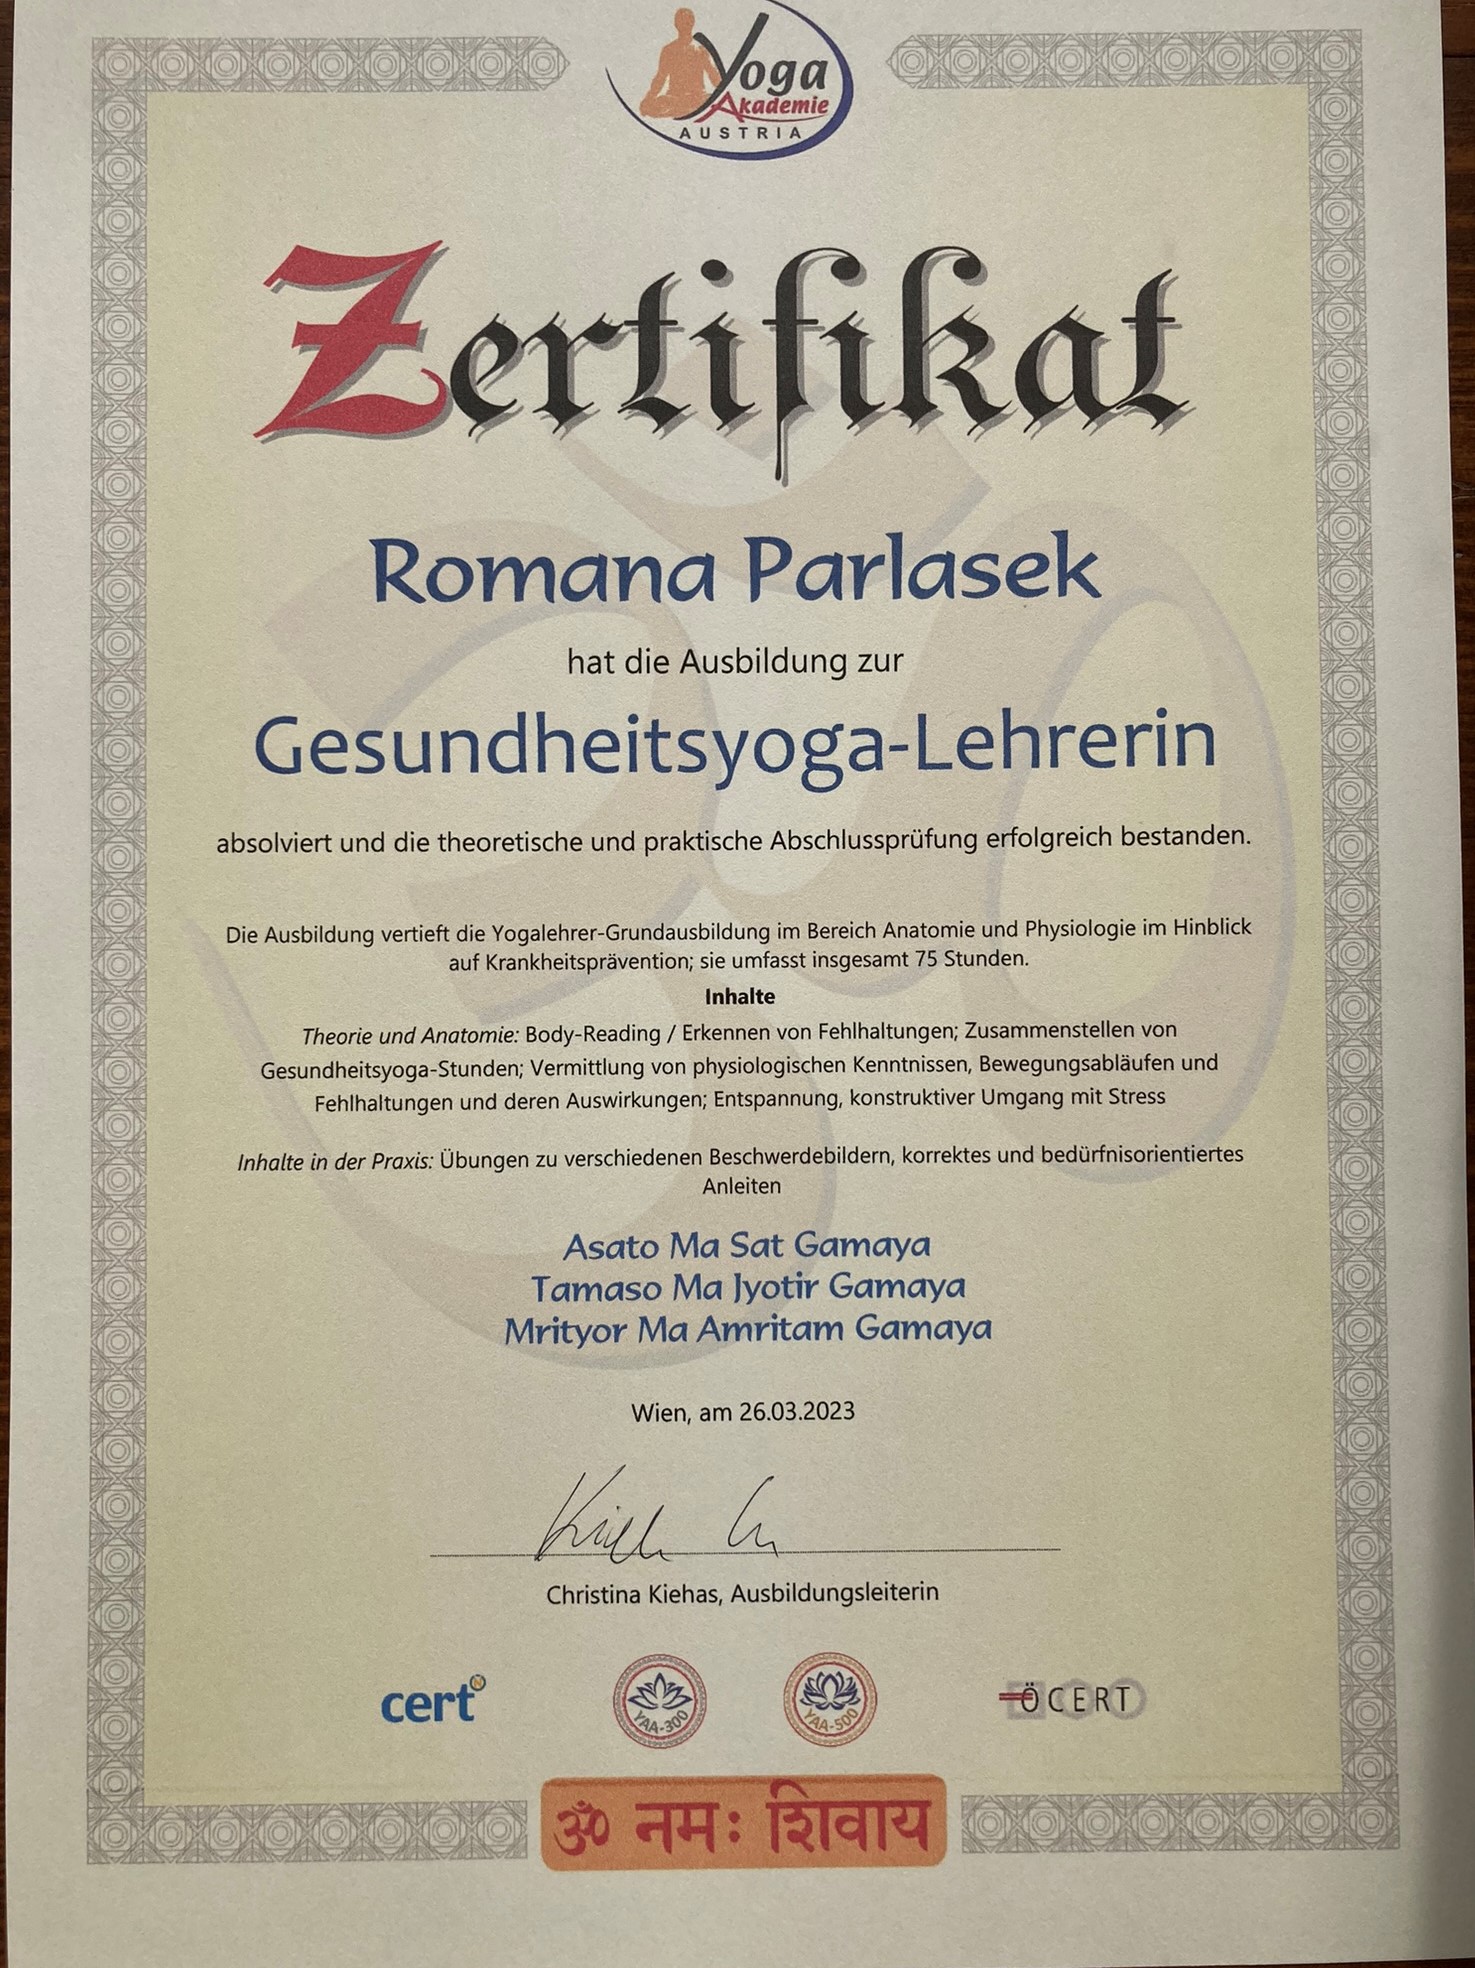 Yoga
Akademie
AUSTRIA
Zertifikat
Romana Parlasek
hat die Ausbildung zur
Gesundheitsyoga-Lehrerin
absolviert und die theoretische und praktische Abschlussprüfung erfolgreich bestanden.
Die Ausbildung vertieft die Yogalehrer-Grundausbildung im Bereich Anatomie und Physiologie im Hinblick
auf Krankheitsprävention; sie umfasst insgesamt 75 Stunden.
Inhalte
Theorie und Anatomie: Body-Reading / Erkennen von Fehlhaltungen; Zusammenstellen von
Gesundheitsyoga-Stunden; Vermittlung von physiologischen Kenntnissen, Bewegungsabläufen und
Fehlhaltungen und deren Auswirkungen; Entspannung, konstruktiver Umgang mit Stress
Inhalte in der Praxis: Übungen zu verschiedenen Beschwerdebildern, korrektes und bedürfnisorientiertes
Anleiten
Asato Ma Sat Gamaya
Tamaso Ma Jyotir Gamaya
Mrityor Ma Amritam Gamaya
Wien, am 26.03.2023
Christina Kiehas, Ausbildungsleiterin
cert N YAA-300 YAA-500 ÖCERT
ॐ नमः शिवाय